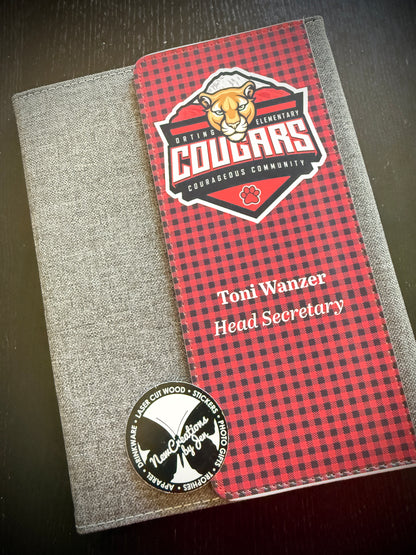 ORTING ELEMENTARY
COUGARS
COURAGEOUS COMMUNITY
Toni Wanzer
Head Secretary
DRINKWARE • LASER CUT WOOD • STICKERS • PHOTO GIFTS • TROPHIES • APPAREL •
NewCreations
by Jen